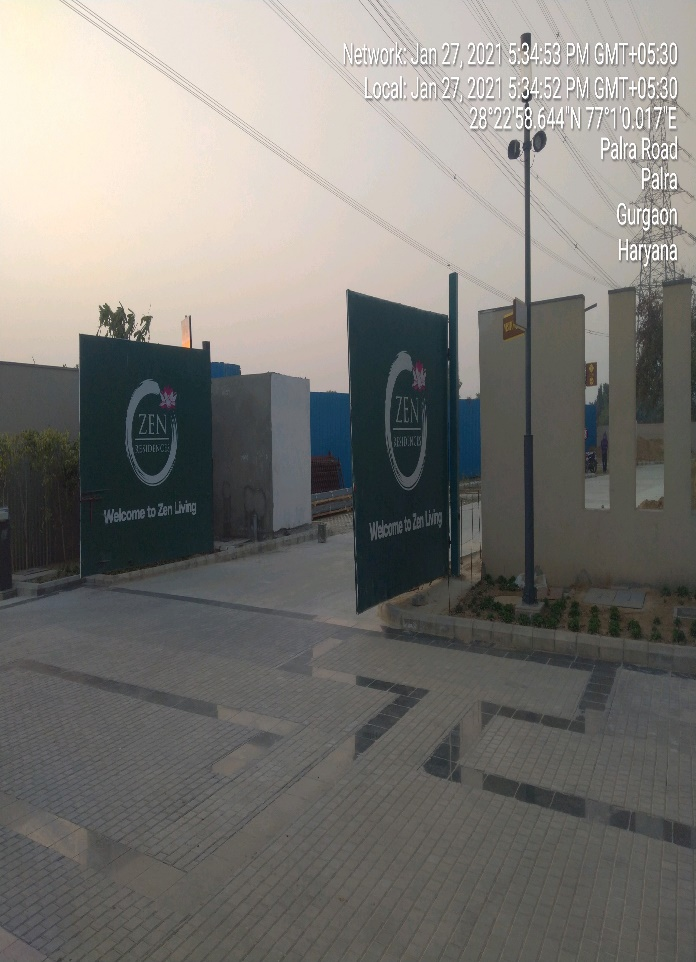 Network: Jan 27, 2021 5:34:53 PM GMT+05:30
Local: Jan 27, 2021 5:34:52 PM GMT+05:30
28°22'58.644"N 77°1'0.017"E
Palra Road
Palra
Gurgaon
Haryana
ZEN
RESIDENCES
Welcome to Zen Living
ZEN
RESIDENCES
Welcome to Zen Living